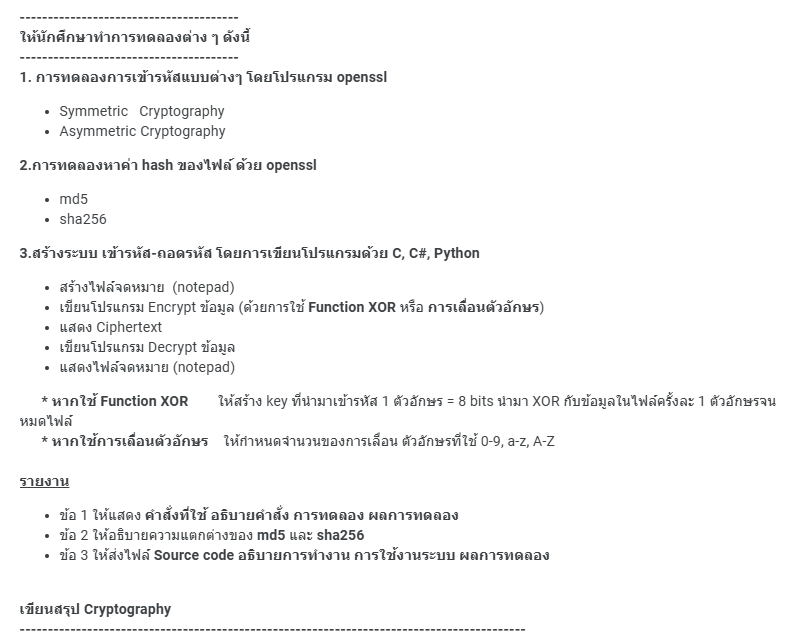 ---------------------------------------
ให้นักศึกษาทำการทดลองต่าง ๆ ดังนี้
---------------------------------------
1. การทดลองการเข้ารหัสแบบต่างๆ โดยโปรแกรม openssl
• Symmetric Cryptography
• Asymmetric Cryptography
2.การทดลองหาค่า hash ของไฟล์ ด้วย openssl
• md5
• sha256
3.สร้างระบบ เข้ารหัส-ถอดรหัส โดยการเขียนโปรแกรมด้วย C, C#, Python
• สร้างไฟล์จดหมาย (notepad)
• เขียนโปรแกรม Encrypt ข้อมูล (ด้วยการใช้ Function XOR หรือ การเลื่อนตัวอักษร)
• แสดง Ciphertext
• เขียนโปรแกรม Decrypt ข้อมูล
• แสดงไฟล์จดหมาย (notepad)
* หากใช้ Function XOR ให้สร้าง key ที่นำมาเข้ารหัส 1 ตัวอักษร = 8 bits นำมา XOR กับข้อมูลในไฟล์ครั้งละ 1 ตัวอักษรจน
หมดไฟล์
* หากใช้การเลื่อนตัวอักษร ให้กำหนดจำนวนของการเลื่อน ตัวอักษรที่ใช้ 0-9, a-z, A-Z
รายงาน
• ข้อ 1 ให้แสดง คำสั่งที่ใช้ อธิบายคำสั่ง การทดลอง ผลการทดลอง
• ข้อ 2 ให้อธิบายความแตกต่างของ md5 และ sha256
• ข้อ 3 ให้ส่งไฟล์ Source code อธิบายการทำงาน การใช้งานระบบ ผลการทดลอง
เขียนสรุป Cryptography
------------------------------------------------------------------------------------------